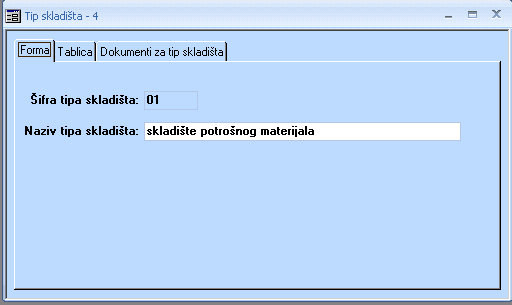 Tip skladišta - 4
Forma Tablica Dokumenti za tip skladišta
Šifra tipa skladišta: 01
Naziv tipa skladišta: skladište potrošnog materijala